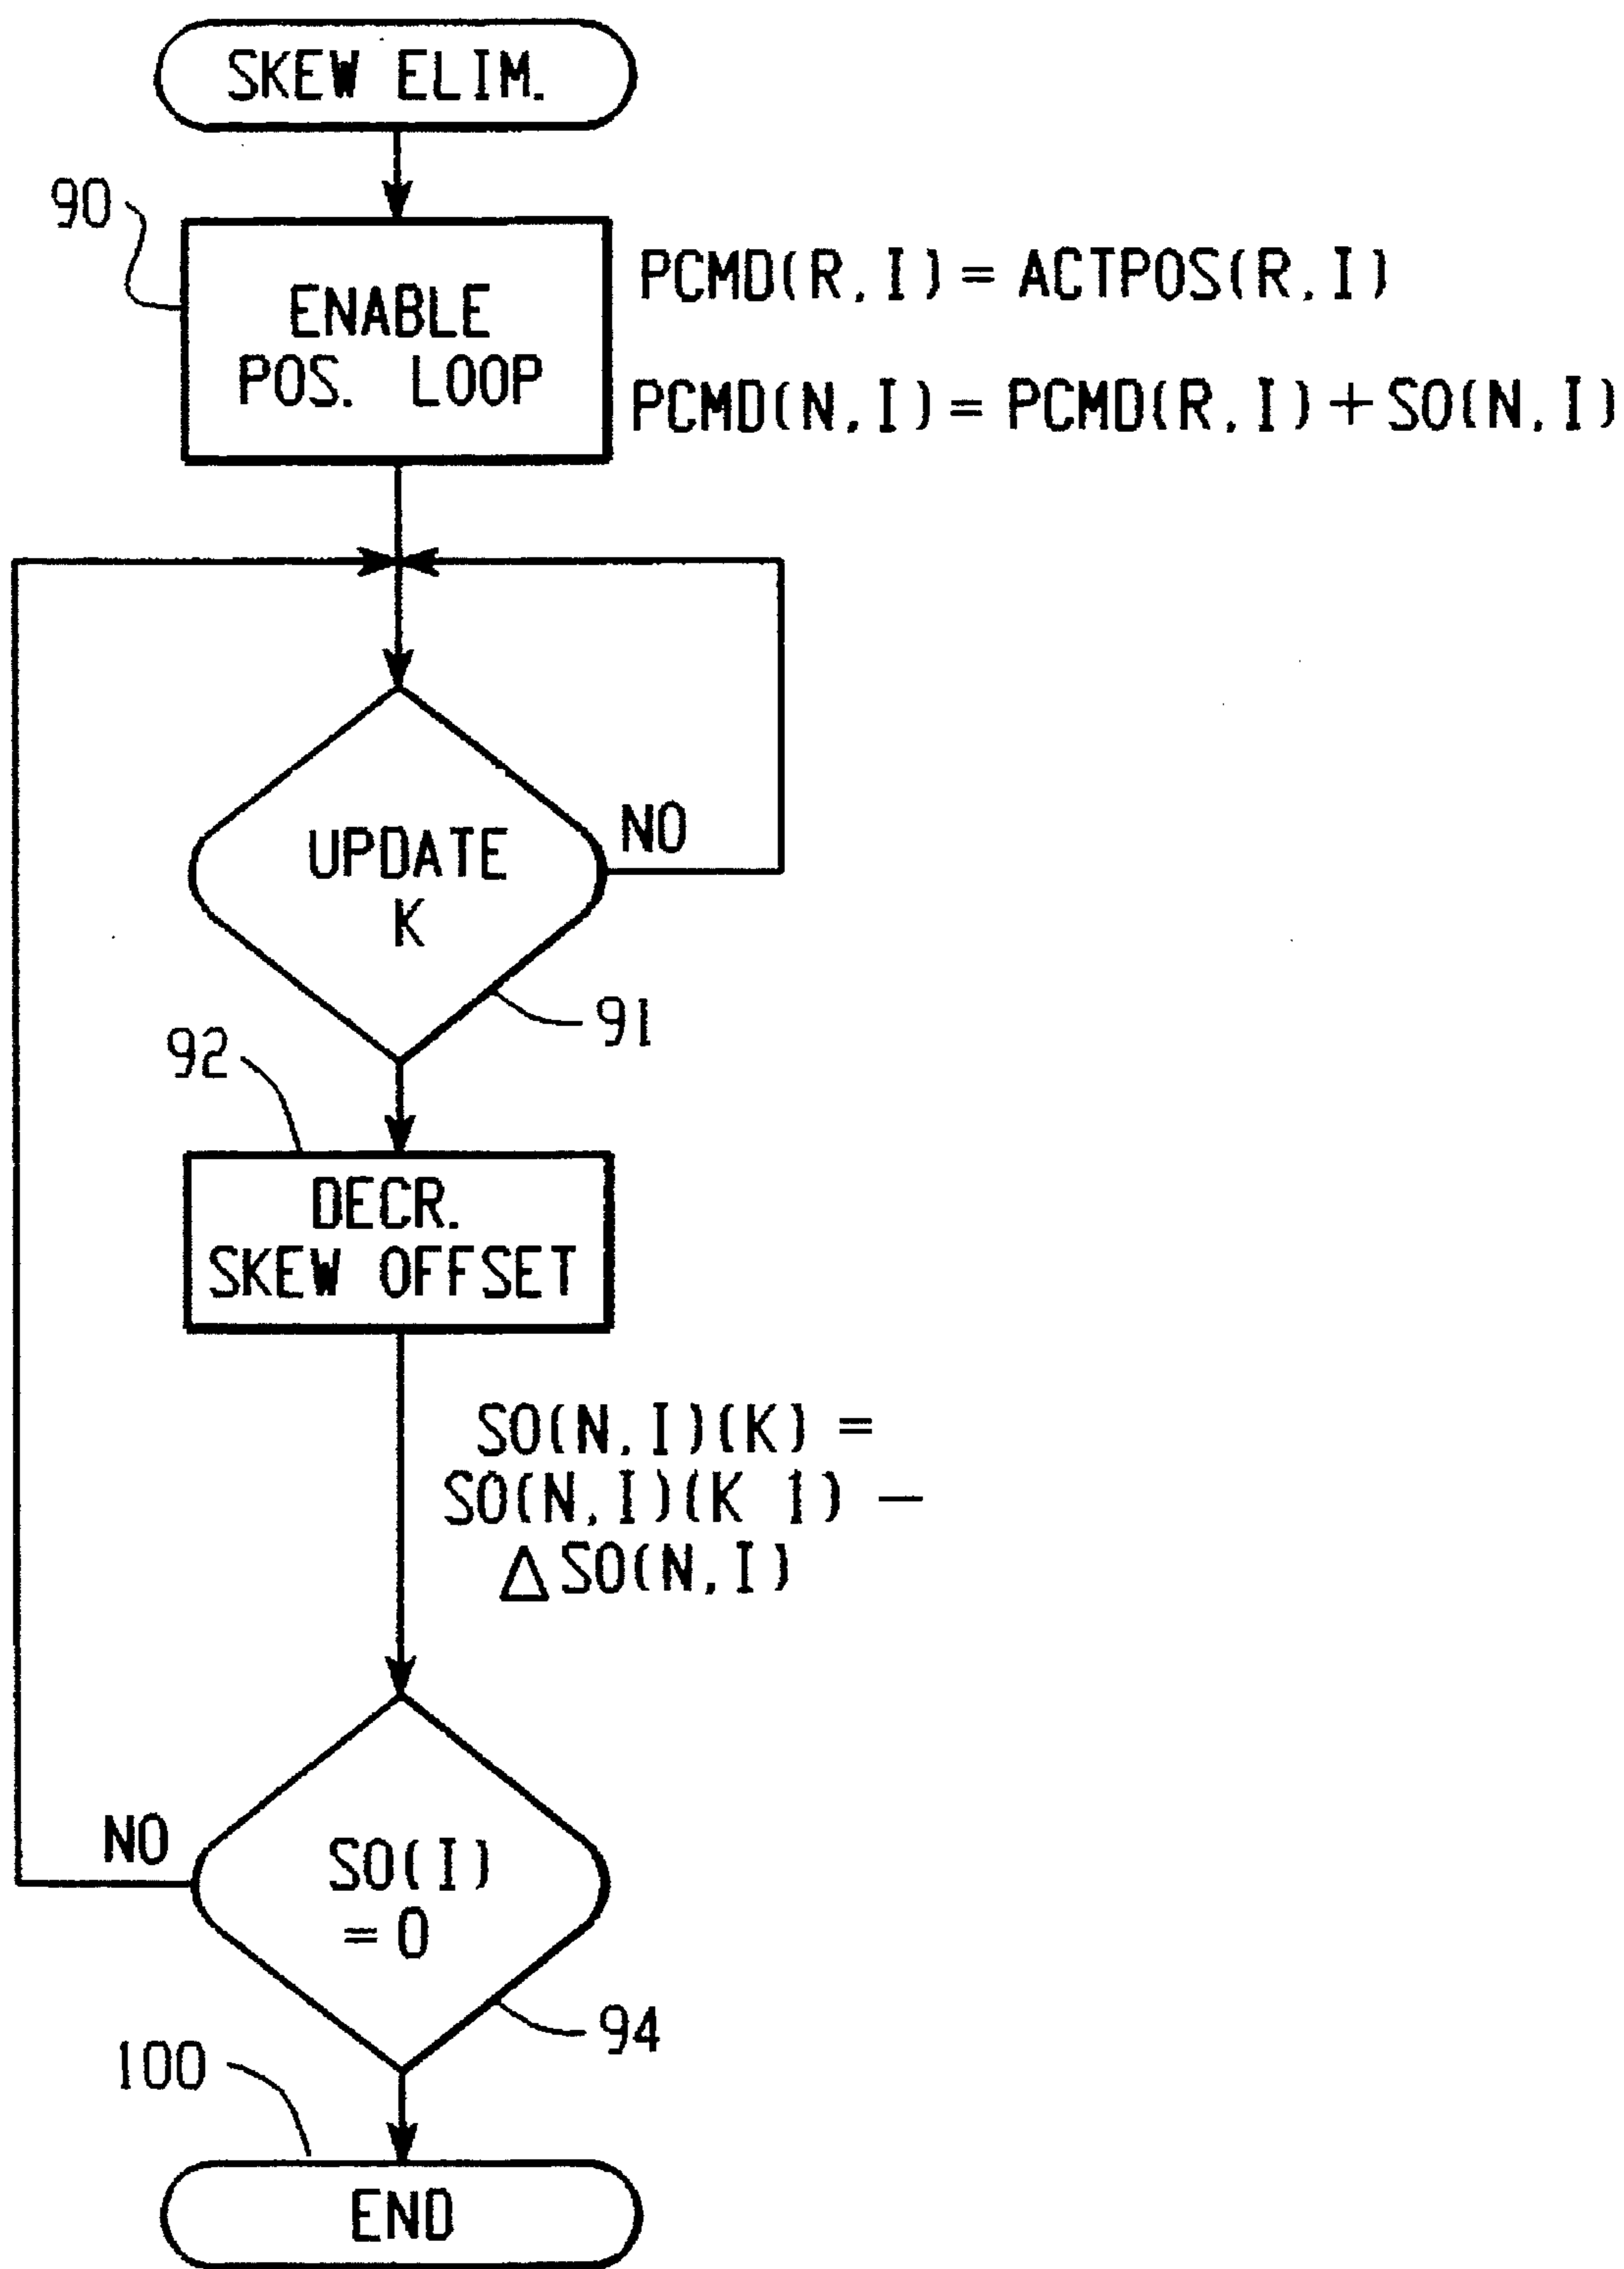 SKEW ELIM.
90
ENABLE
POS. LOOP
PCMD(R,I) = ACTPOS(R,I)
PCMD(N,I) = PCMD(R,I) + SO(N,I)
UPDATE
K
NO
91
92
DECR.
SKEW OFFSET
SO(N,I)(K) =
SO(N,I)(K 1) –
△SO(N,I)
NO
SO(I)
= 0
94
100
END